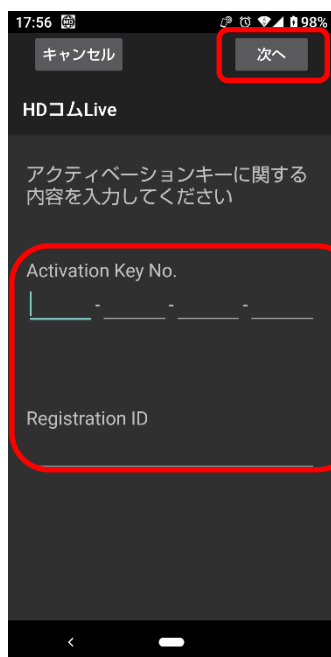 17:56 98%
キャンセル 次へ
HDコムLive
アクティベーションキーに関する
内容を入力してください
Activation Key No.
- - -
Registration ID